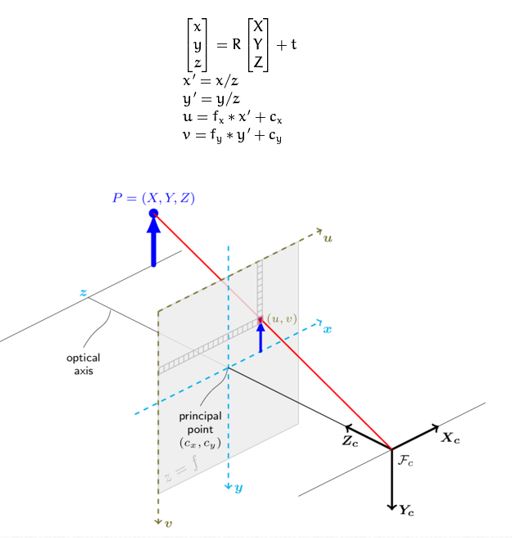 [x y z] = R [X Y Z] + t
x′ = x/z
y′ = y/z
u = fx ∗ x′ + cx
v = fy ∗ y′ + cy
P = (X, Y, Z)
u
z
(u, v)
x
optical
axis
principal
point
(cx, cy)
Zc
Xc
Fc
z = f
y
Yc
v